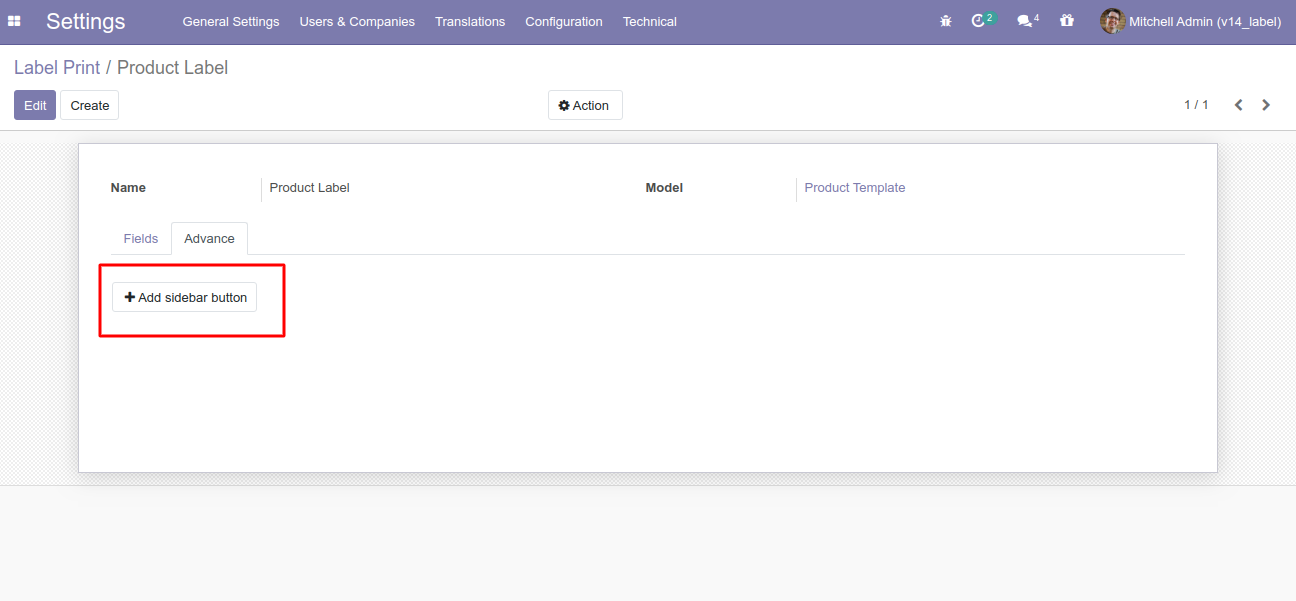 Settings General Settings Users & Companies Translations Configuration Technical 2 4 Mitchell Admin (v14_label)
Label Print / Product Label
Edit Create Action 1 / 1
Name Product Label Model Product Template
Fields Advance
Add sidebar button